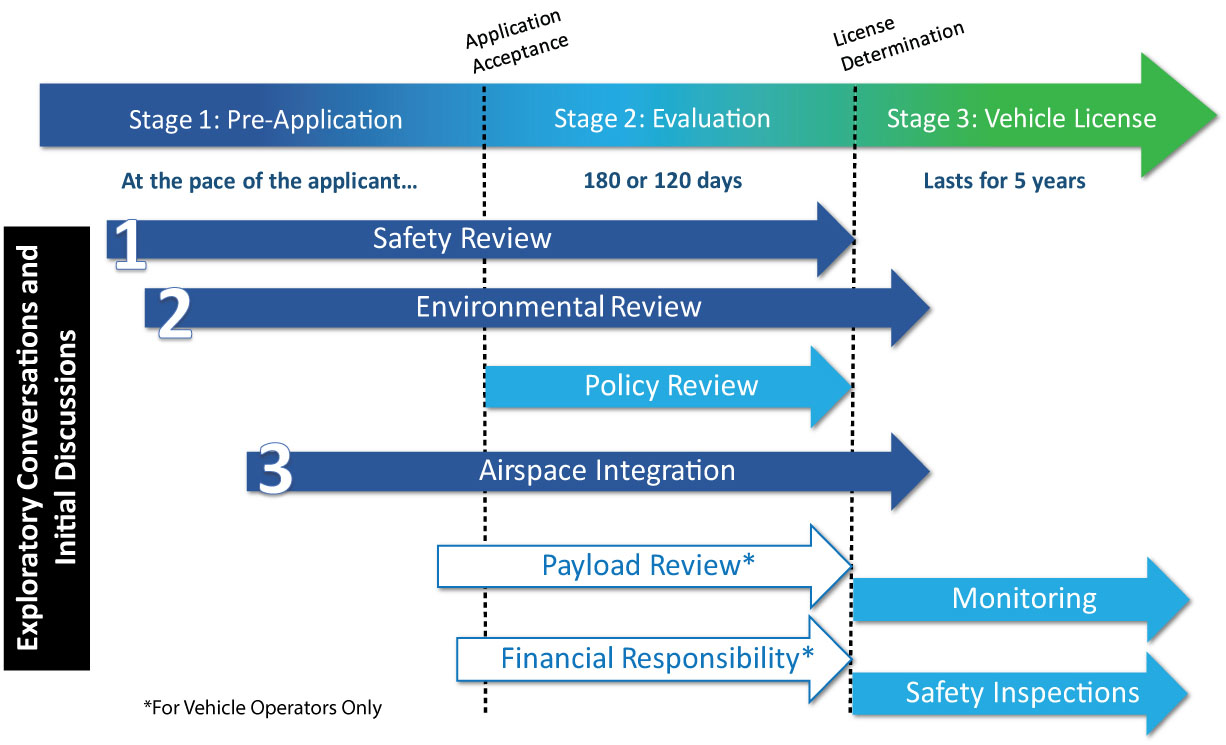 Application
Acceptance
License
Determination
Stage 1: Pre-Application
Stage 2: Evaluation
Stage 3: Vehicle License
At the pace of the applicant...
180 or 120 days
Lasts for 5 years
Exploratory Conversations and
Initial Discussions
1
Safety Review
2
Environmental Review
Policy Review
3
Airspace Integration
Payload Review*
Monitoring
Financial Responsibility*
Safety Inspections
*For Vehicle Operators Only